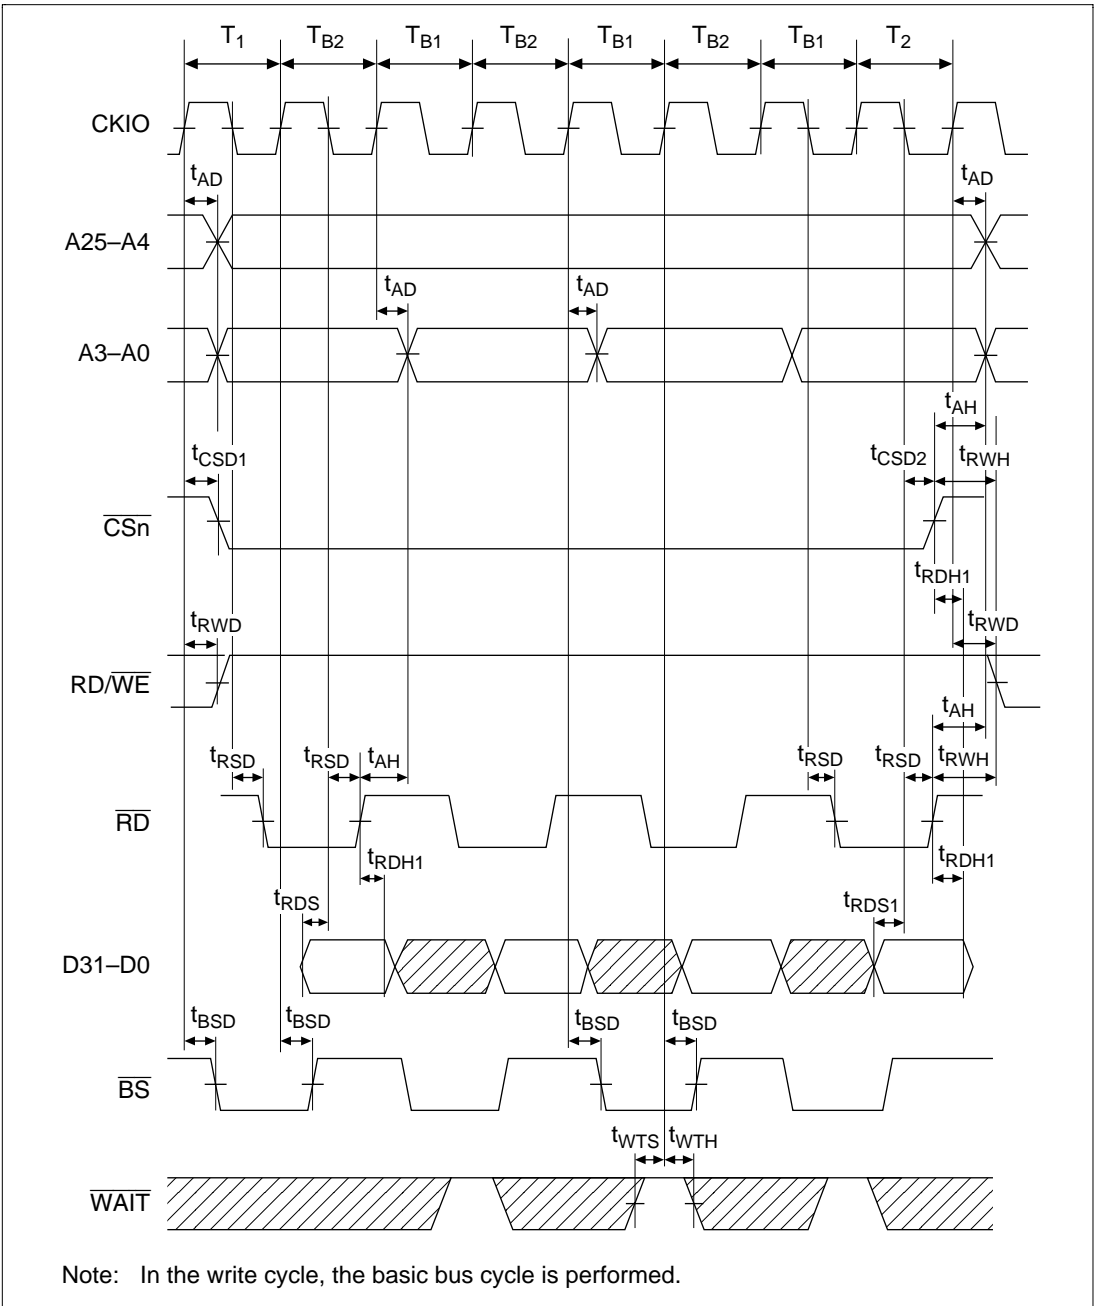 T1 TB2 TB1 TB2 TB1 TB2 TB1 T2
CKIO
tAD tAD
A25–A4
tAD tAD
A3–A0
tAH
tCSD1 tCSD2 tRWH
CSn
tRDH1
tRWD tRWD
RD/WE
tAH
tRSD tRSD tAH tRSD tRSD tRWH
RD
tRDH1 tRDH1
tRDS tRDS1
D31–D0
tBSD tBSD tBSD tBSD
BS
tWTS tWTH
WAIT
Note: In the write cycle, the basic bus cycle is performed.